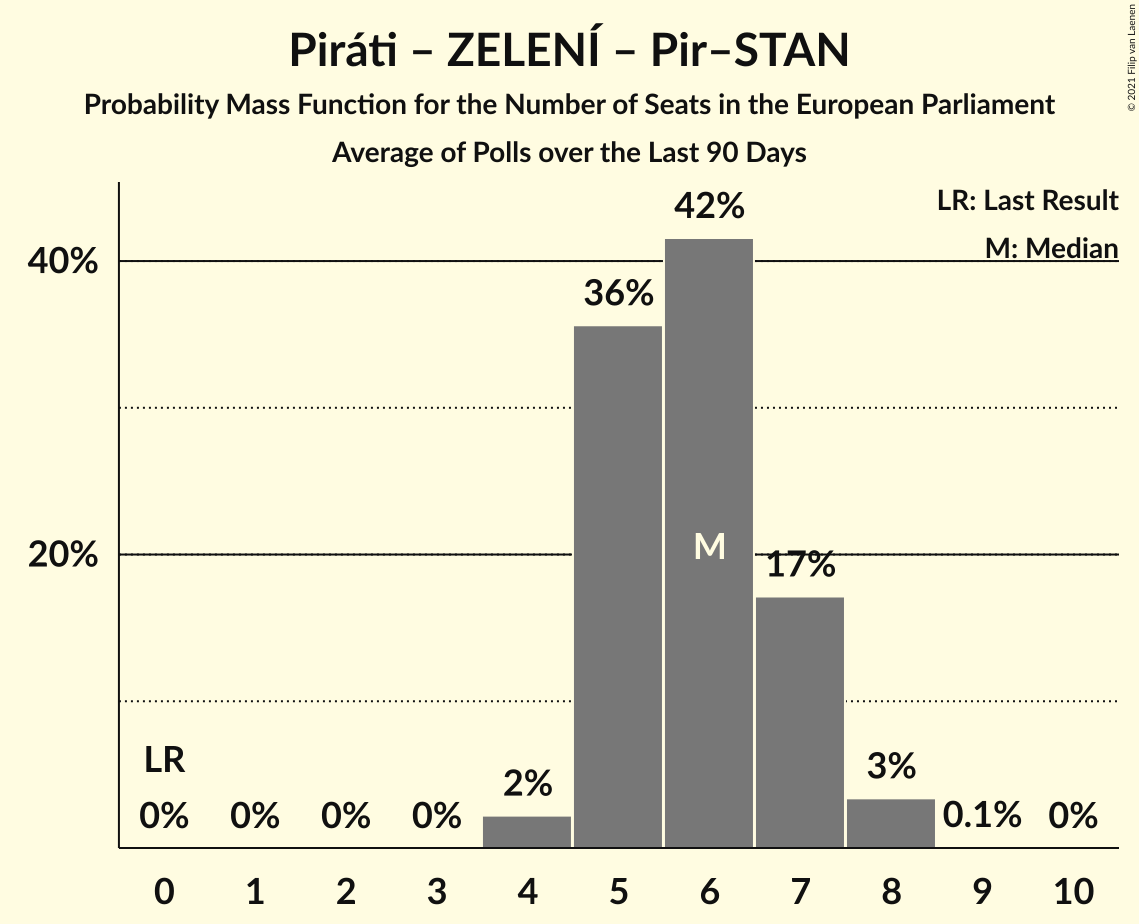 Piráti – ZELENÍ – Pir–STAN
Probability Mass Function for the Number of Seats in the European Parliament
Average of Polls over the Last 90 Days
© 2021 Filip van Laenen
LR: Last Result
M: Median
42%
40%
36%
M
20%
17%
LR
3%
2%
0% 0% 0% 0% 0.1% 0%
0 1 2 3 4 5 6 7 8 9 10